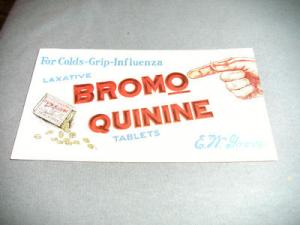 For Colds-Grip-Influenza
LAXATIVE
BROMO
QUININE
TABLETS
E.W. Grove